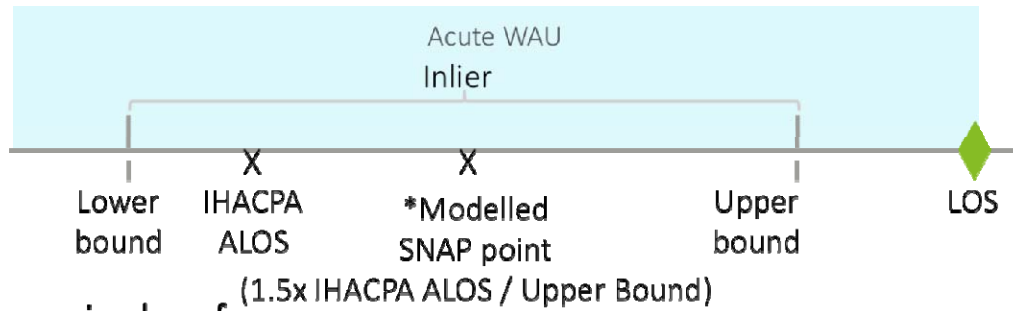 Acute WAU
Inlier
X
X
Lower
bound
IHACPA
ALOS
*Modelled
SNAP point
(1.5x IHACPA ALOS / Upper Bound)
Upper
bound
LOS